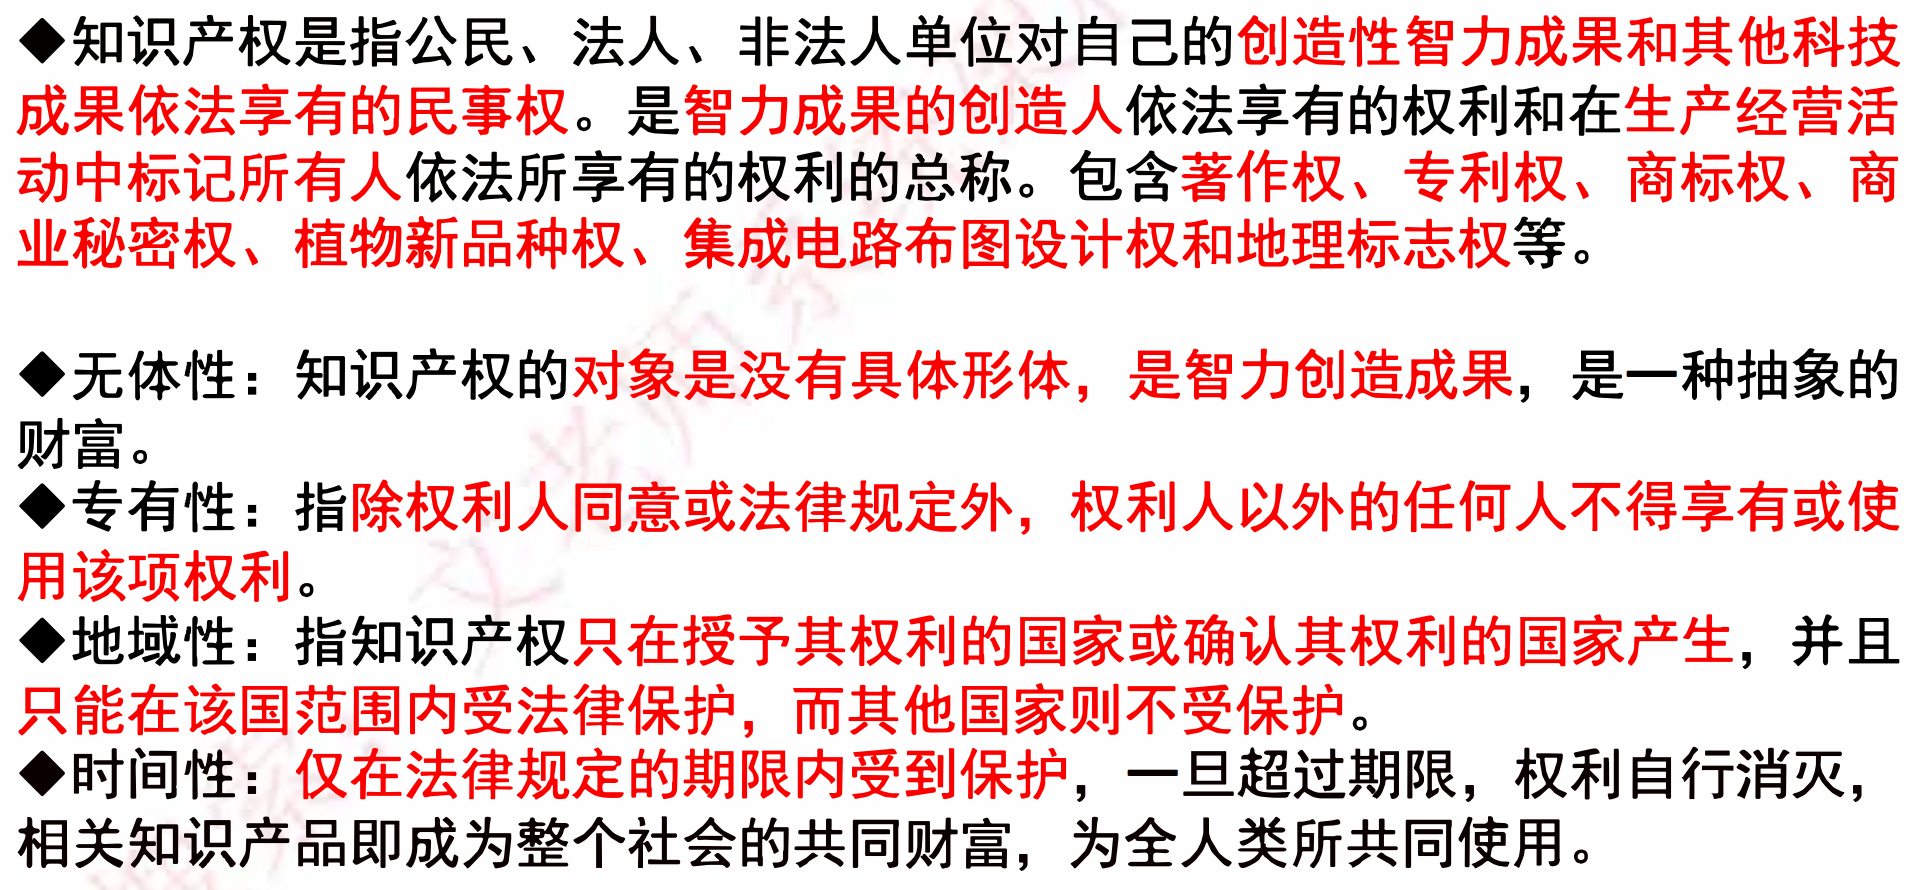 ◆知识产权是指公民、法人、非法人单位对自己的创造性智力成果和其他科技
成果依法享有的民事权。是智力成果的创造人依法享有的权利和在生产经营活
动中标记所有人依法所享有的权利的总称。包含著作权、专利权、商标权、商
业秘密权、植物新品种权、集成电路布图设计权和地理标志权等。
◆无体性：知识产权的对象是没有具体形体，是智力创造成果，是一种抽象的
财富。
◆专有性：指除权利人同意或法律规定外，权利人以外的任何人不得享有或使
用该项权利。
◆地域性：指知识产权只在授予其权利的国家或确认其权利的国家产生，并且
只能在该国范围内受法律保护，而其他国家则不受保护。
◆时间性：仅在法律规定的期限内受到保护，一旦超过期限，权利自行消灭，
相关知识产品即成为整个社会的共同财富，为全人类所共同使用。